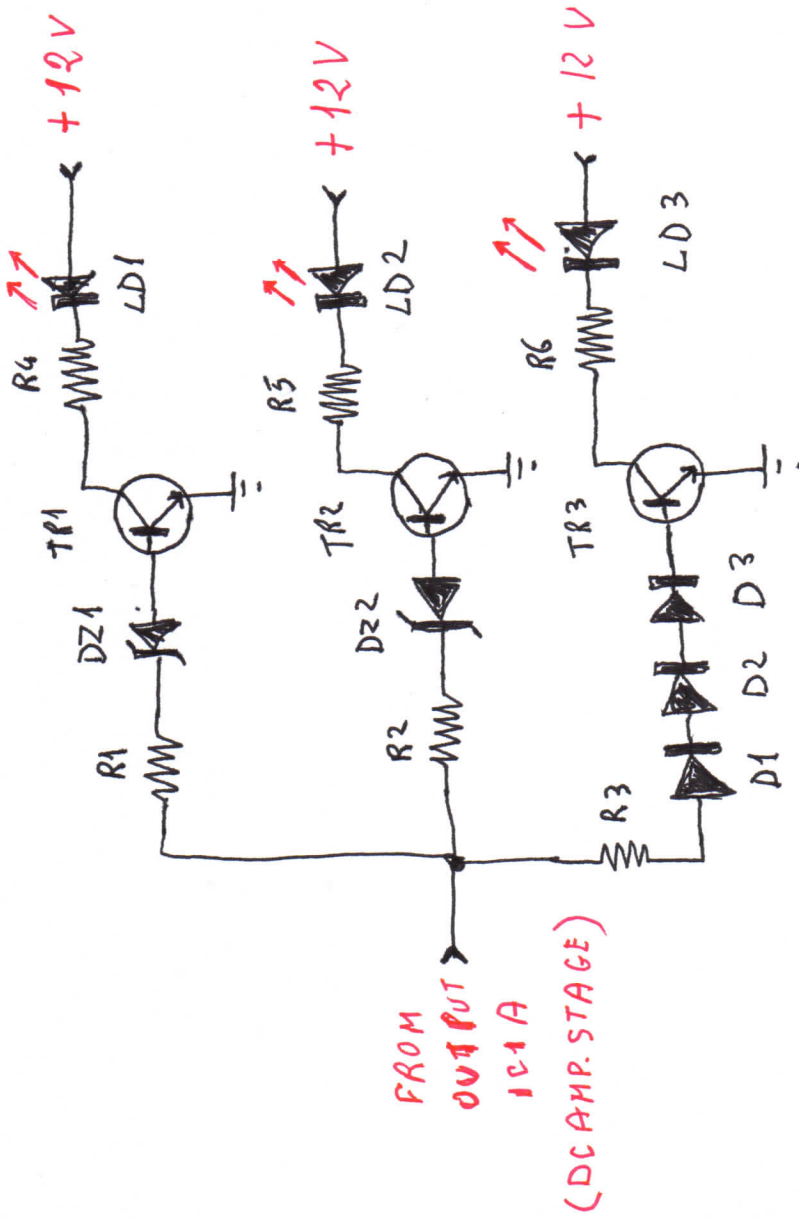 +12V
LD1
R4
TR1
DZ1
R1
+12V
LD2
R5
TR2
DZ2
R2
FROM
OUTPUT
IC1A
(DC AMP. STAGE)
+12V
LD3
R6
TR3
D3
D2
D1
R3